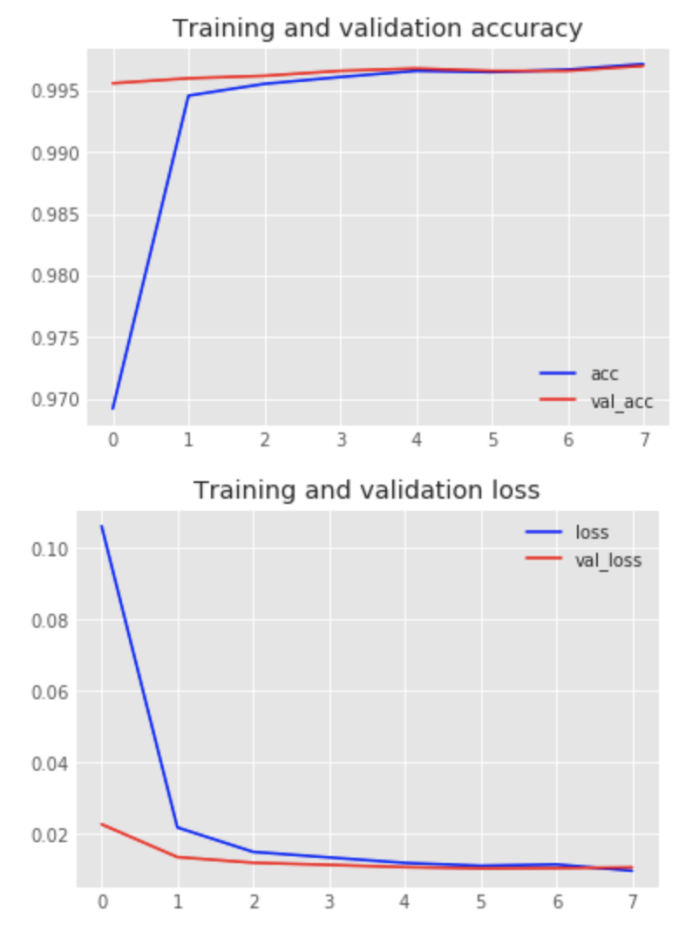 Training and validation accuracy
0.995
0.990
0.985
0.980
0.975
0.970
acc
val_acc
0 1 2 3 4 5 6 7
Training and validation loss
loss
val_loss
0.10
0.08
0.06
0.04
0.02
0 1 2 3 4 5 6 7